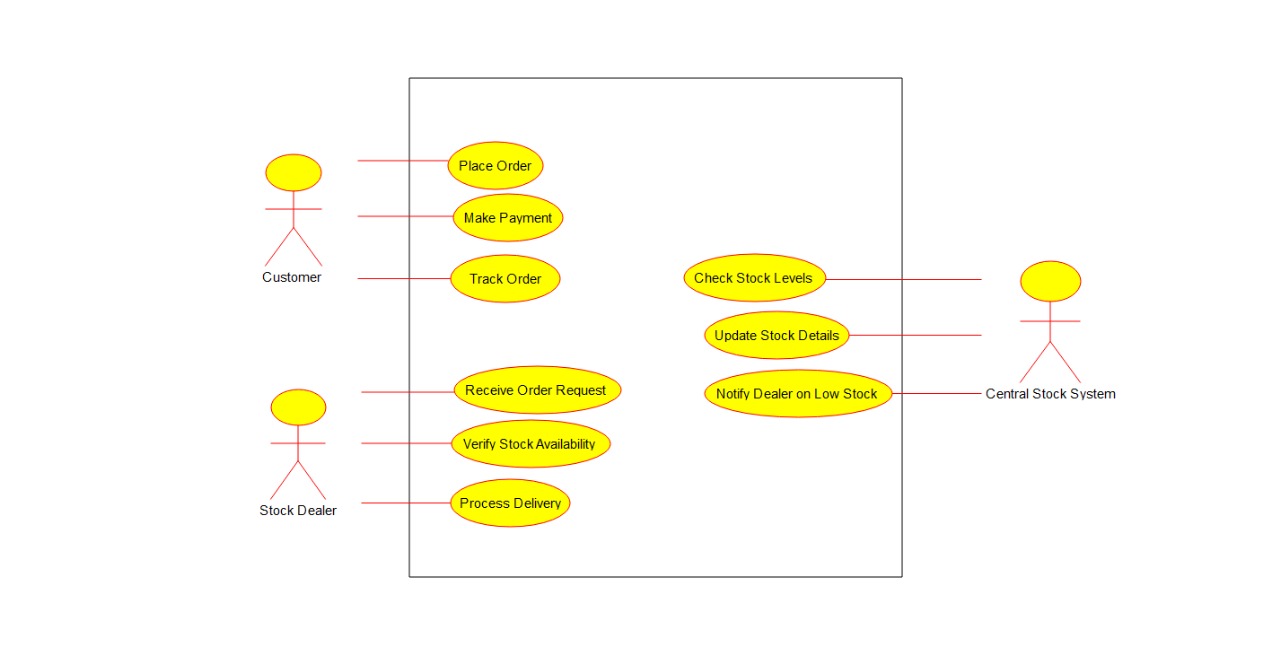 Place Order
Make Payment
Track Order
Customer
Check Stock Levels
Update Stock Details
Notify Dealer on Low Stock
Central Stock System
Receive Order Request
Verify Stock Availability
Process Delivery
Stock Dealer